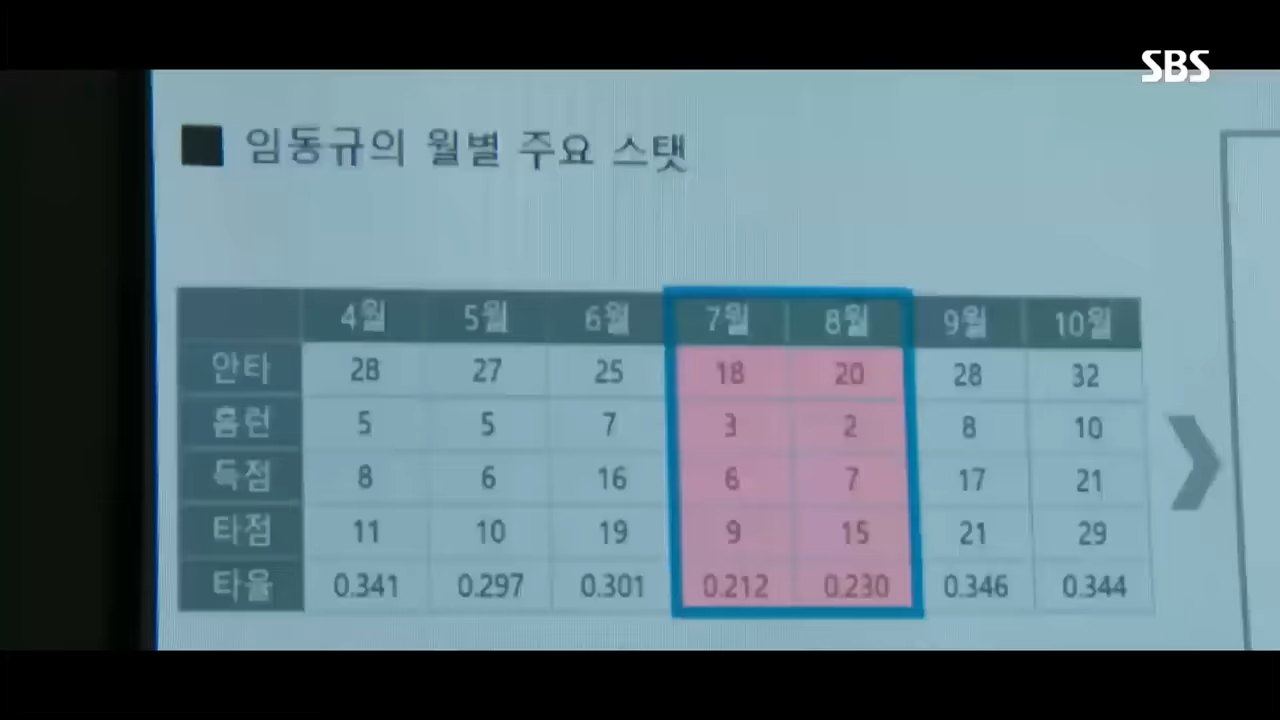 SBS
■ 임동규의 월별 주요 스탯
4월 5월 6월 7월 8월 9월 10월
안타 28 27 25 18 20 28 32
홈런 5 5 7 3 2 8 10
득점 8 6 16 6 7 17 21
타점 11 10 19 9 15 21 29
타율 0.341 0.297 0.301 0.212 0.230 0.346 0.344